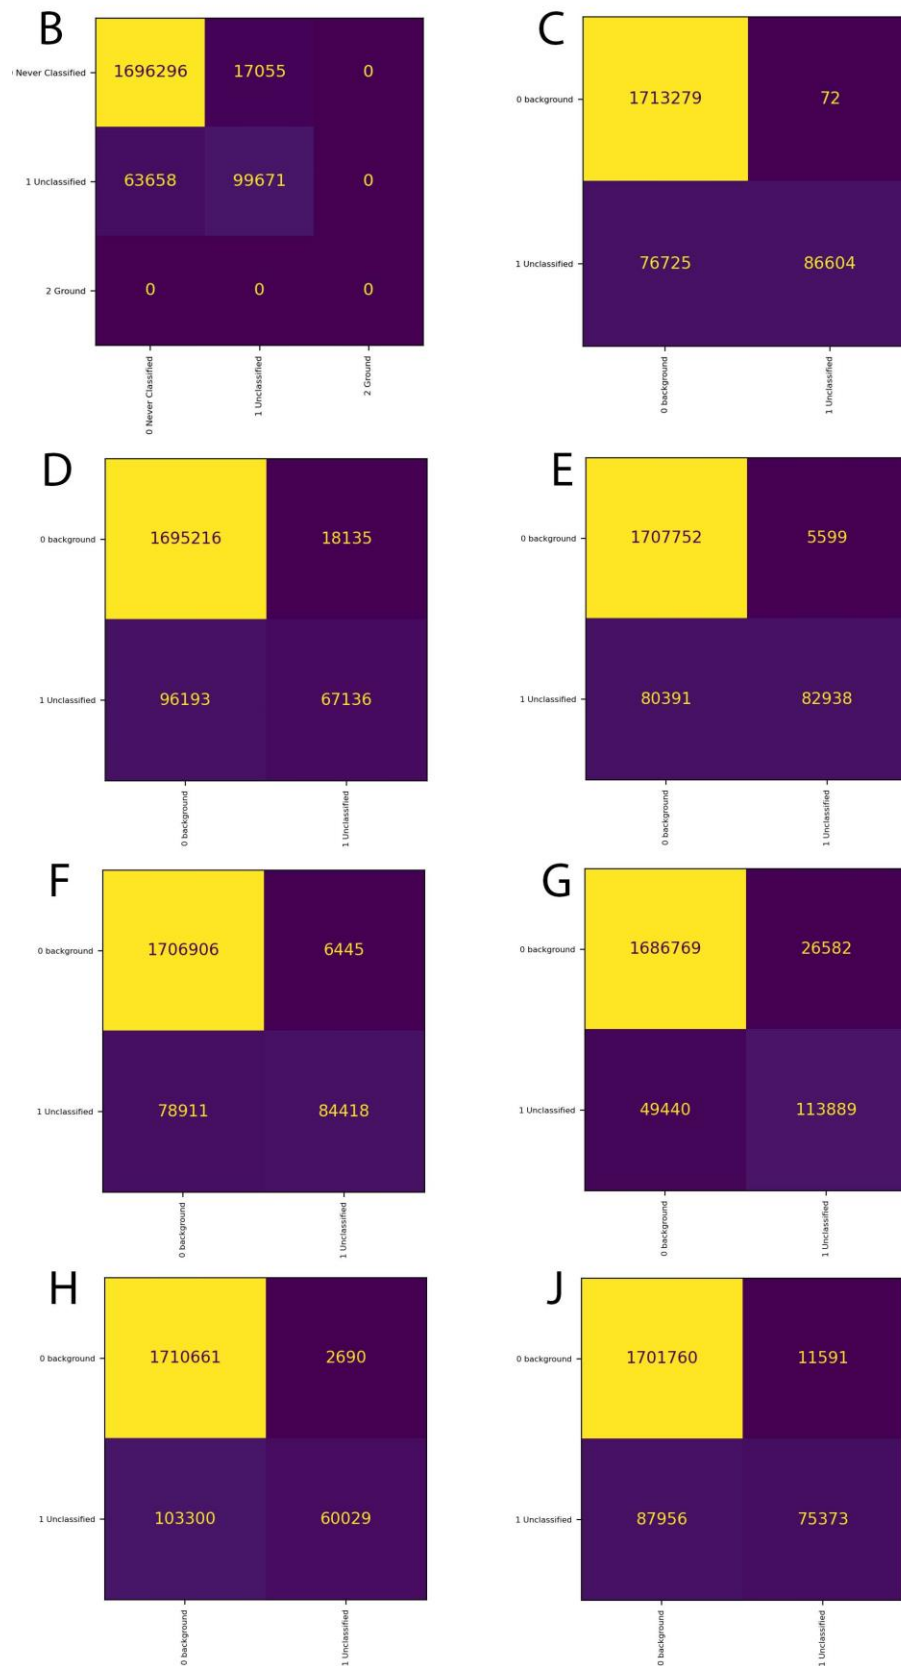 B
Never Classified
1696296 17055 0
1 Unclassified
63658 99671 0
2 Ground
0 0 0
0 Never Classified
1 Unclassified
2 Ground
C
0 background
1713279 72
1 Unclassified
76725 86604
0 background
1 Unclassified
D
0 background
1695216 18135
1 Unclassified
96193 67136
0 background
1 Unclassified
E
0 background
1707752 5599
1 Unclassified
80391 82938
0 background
1 Unclassified
F
0 background
1706906 6445
1 Unclassified
78911 84418
0 background
1 Unclassified
G
0 background
1686769 26582
1 Unclassified
49440 113889
0 background
1 Unclassified
H
0 background
1710661 2690
1 Unclassified
103300 60029
0 background
1 Unclassified
J
0 background
1701760 11591
1 Unclassified
87956 75373
0 background
1 Unclassified